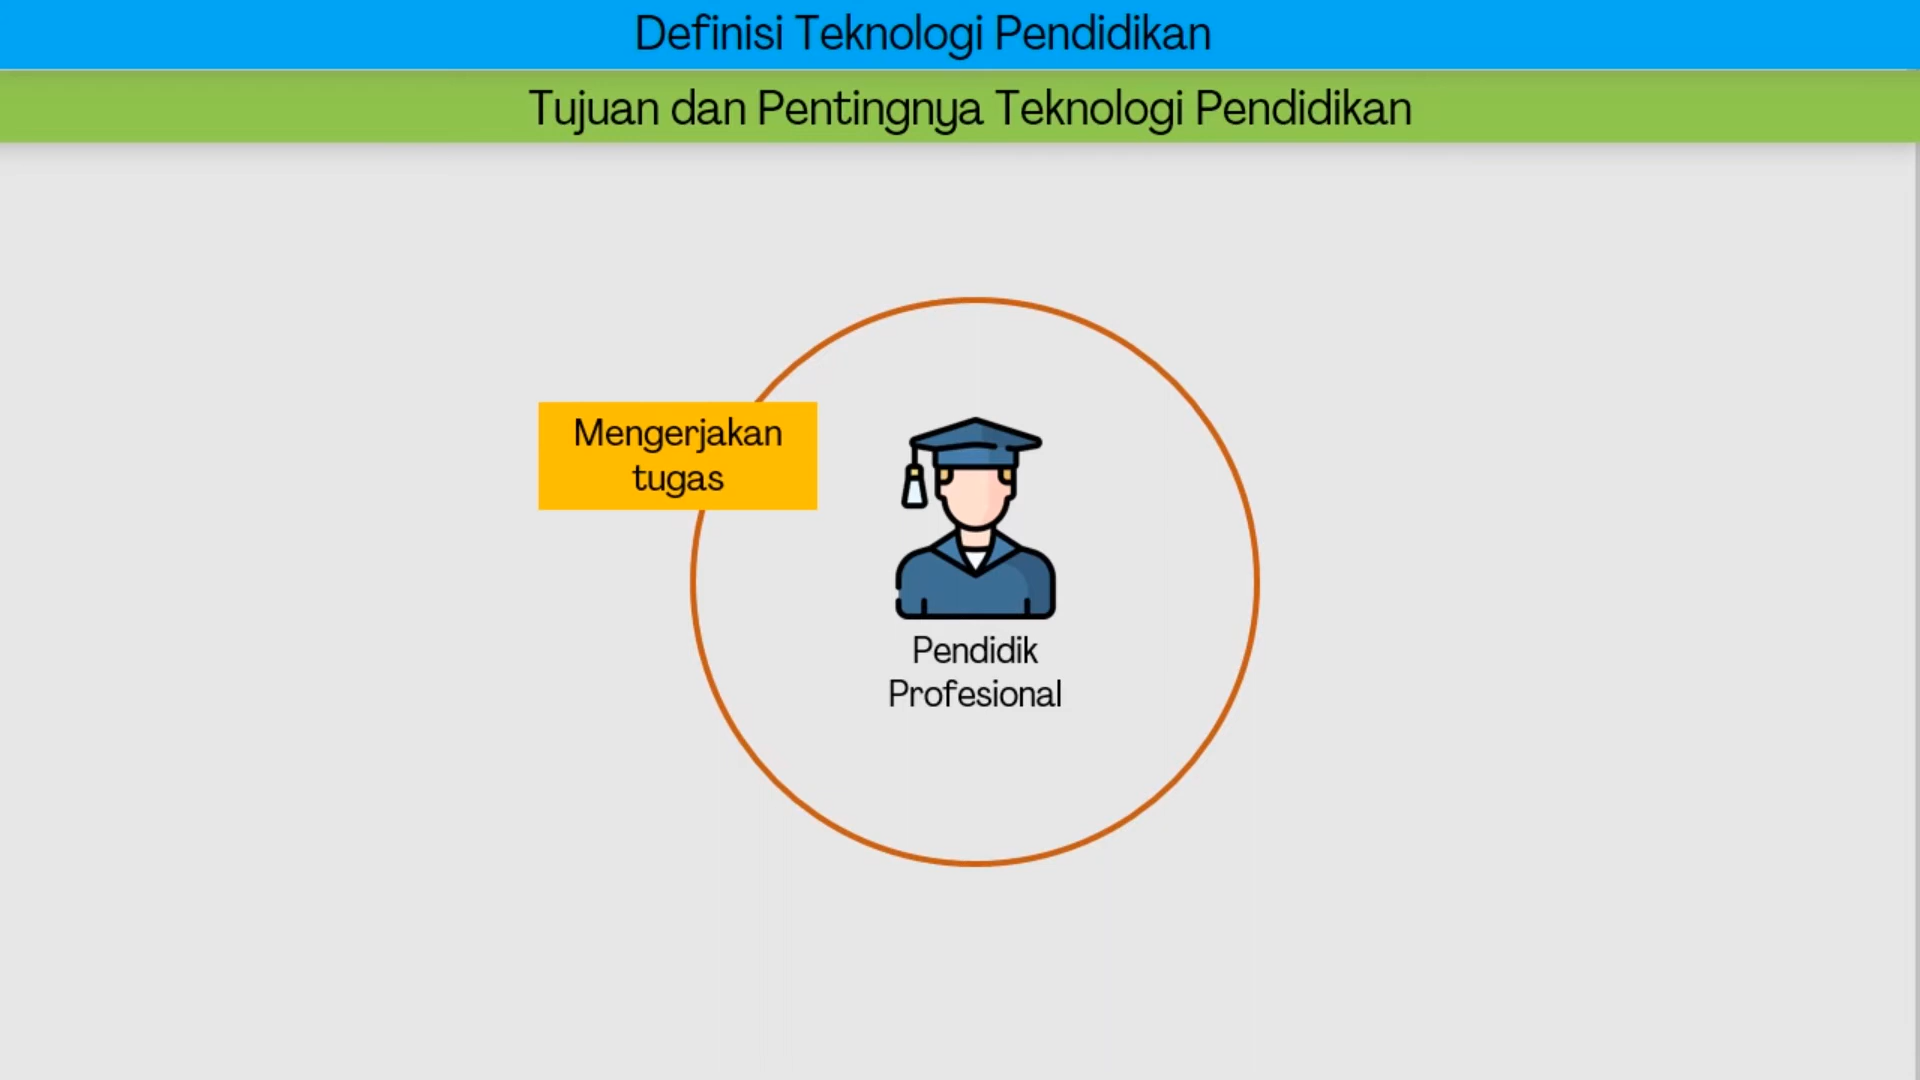 Definisi Teknologi Pendidikan
Tujuan dan Pentingnya Teknologi Pendidikan
Mengerjakan
tugas
Pendidik
Profesional